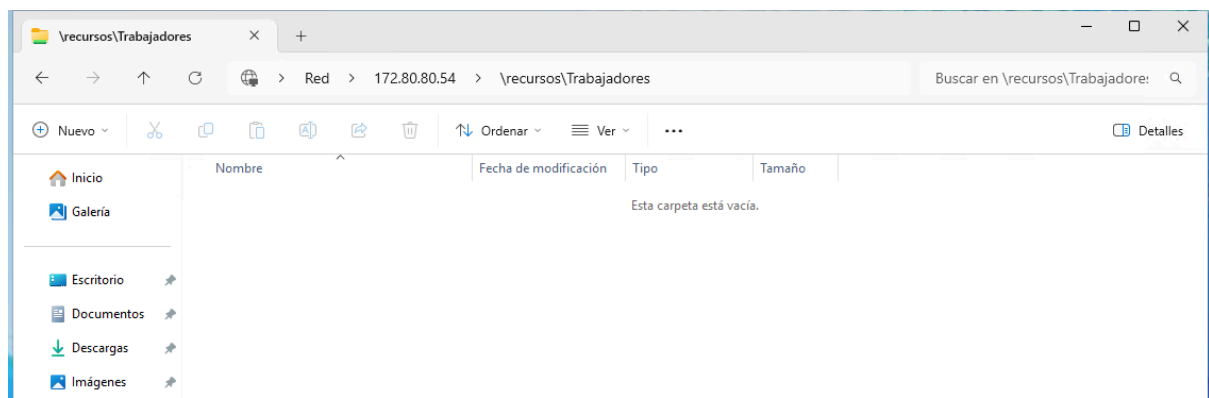 \recursos\Trabajadores
Red > 172.80.80.54 > \recursos\Trabajadores Buscar en \recursos\Trabajadore:
Nuevo Ordenar Ver ... Detalles
Inicio
Galería
Escritorio
Documentos
Descargas
Imágenes
Nombre Fecha de modificación Tipo Tamaño
Esta carpeta está vacía.